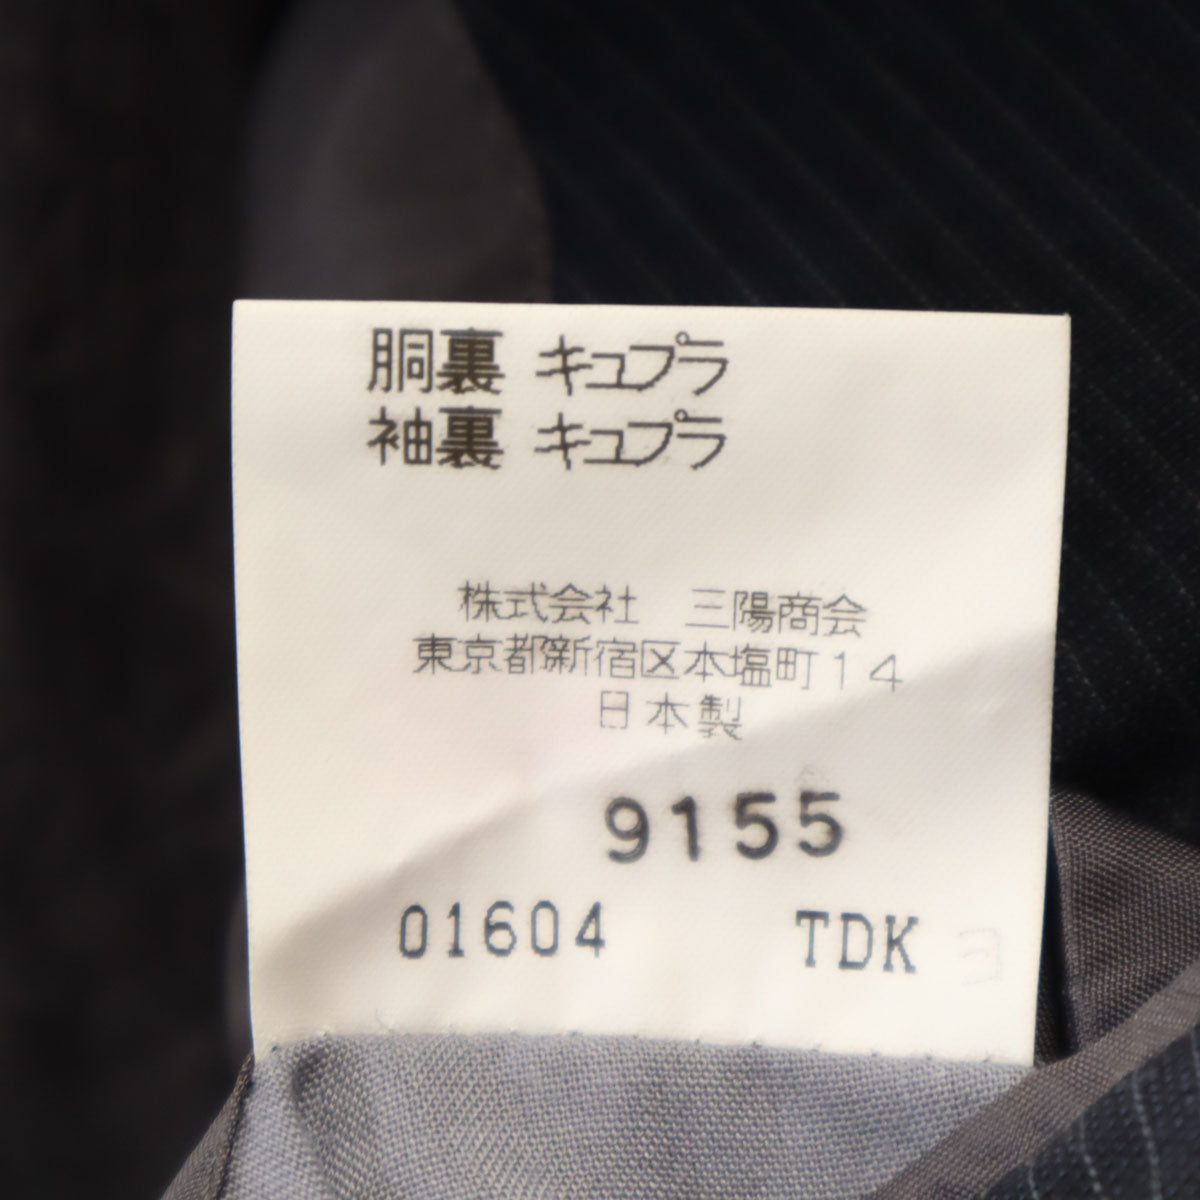 胴裏 キュプラ
袖裏 キュプラ
株式会社 三陽商会
東京都新宿区本塩町14
日本製
9155
01604 TDK